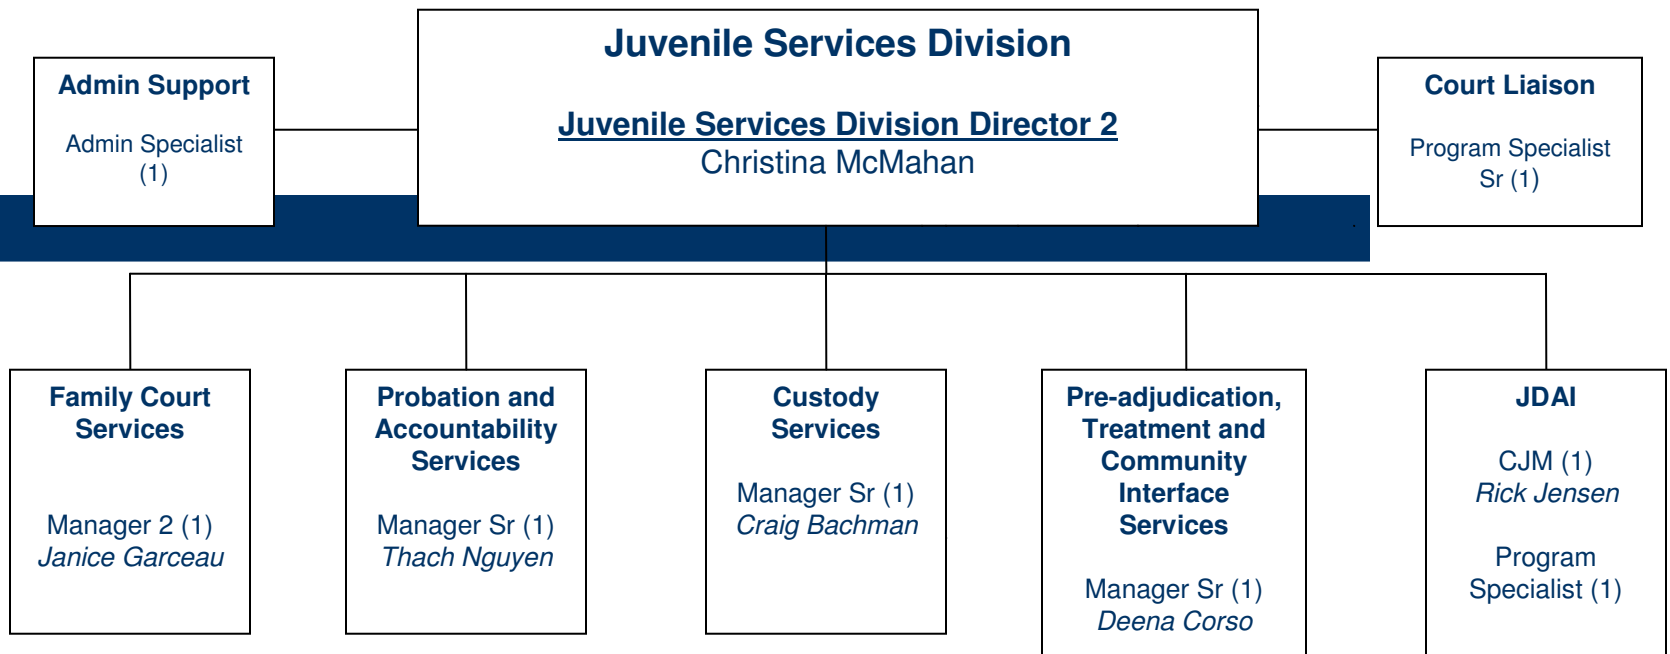 Juvenile Services Division
Juvenile Services Division Director 2
Christina McMahan
Admin Support
Admin Specialist
(1)
Court Liaison
Program Specialist
Sr (1)
Family Court
Services
Manager 2 (1)
Janice Garceau
Probation and
Accountability
Services
Manager Sr (1)
Thach Nguyen
Custody
Services
Manager Sr (1)
Craig Bachman
Pre-adjudication,
Treatment and
Community
Interface
Services
Manager Sr (1)
Deena Corso
JDAI
CJM (1)
Rick Jensen
Program
Specialist (1)